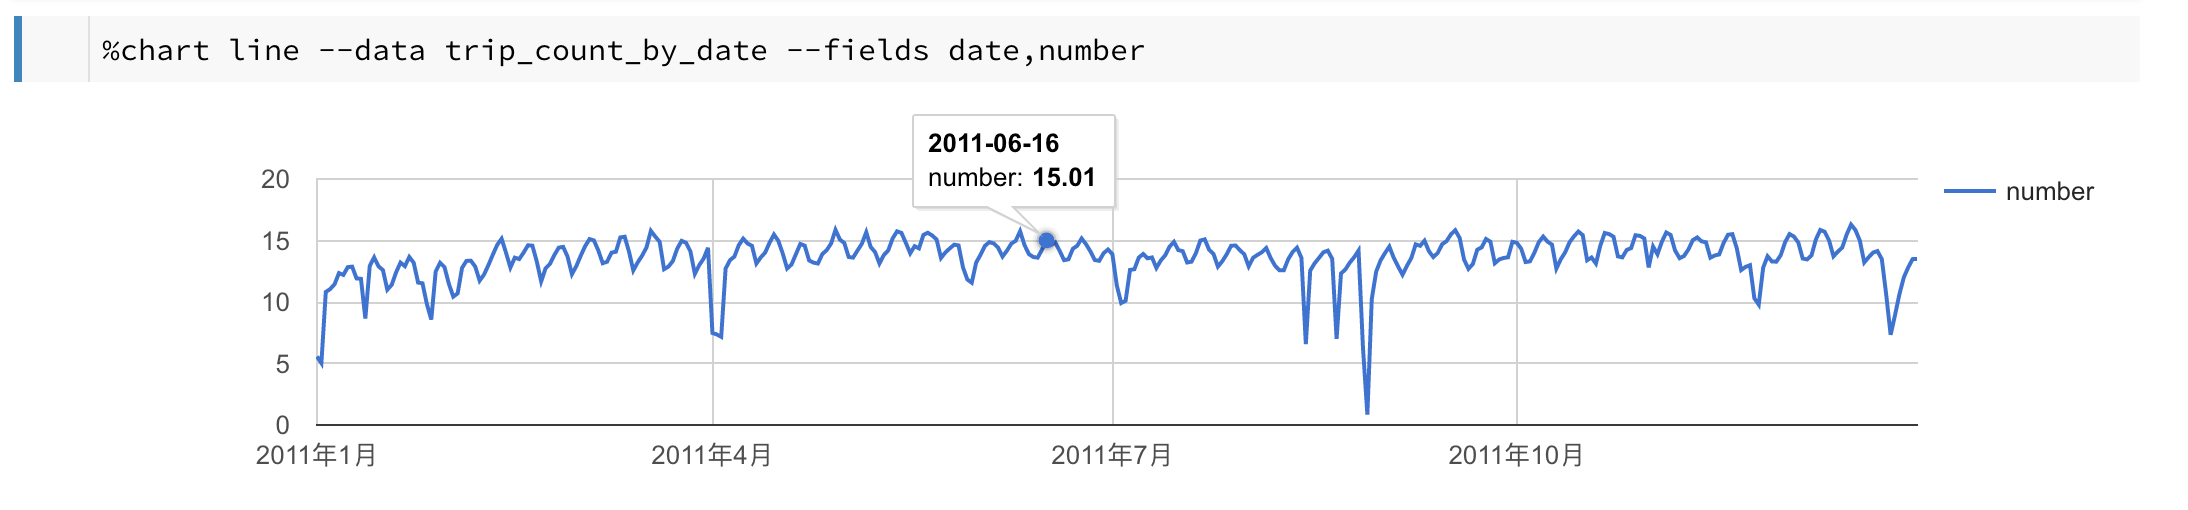 %chart line --data trip_count_by_date --fields date,number
2011-06-16
number: 15.01
20
number
15
10
5
0
2011年1月 2011年4月 2011年7月 2011年10月